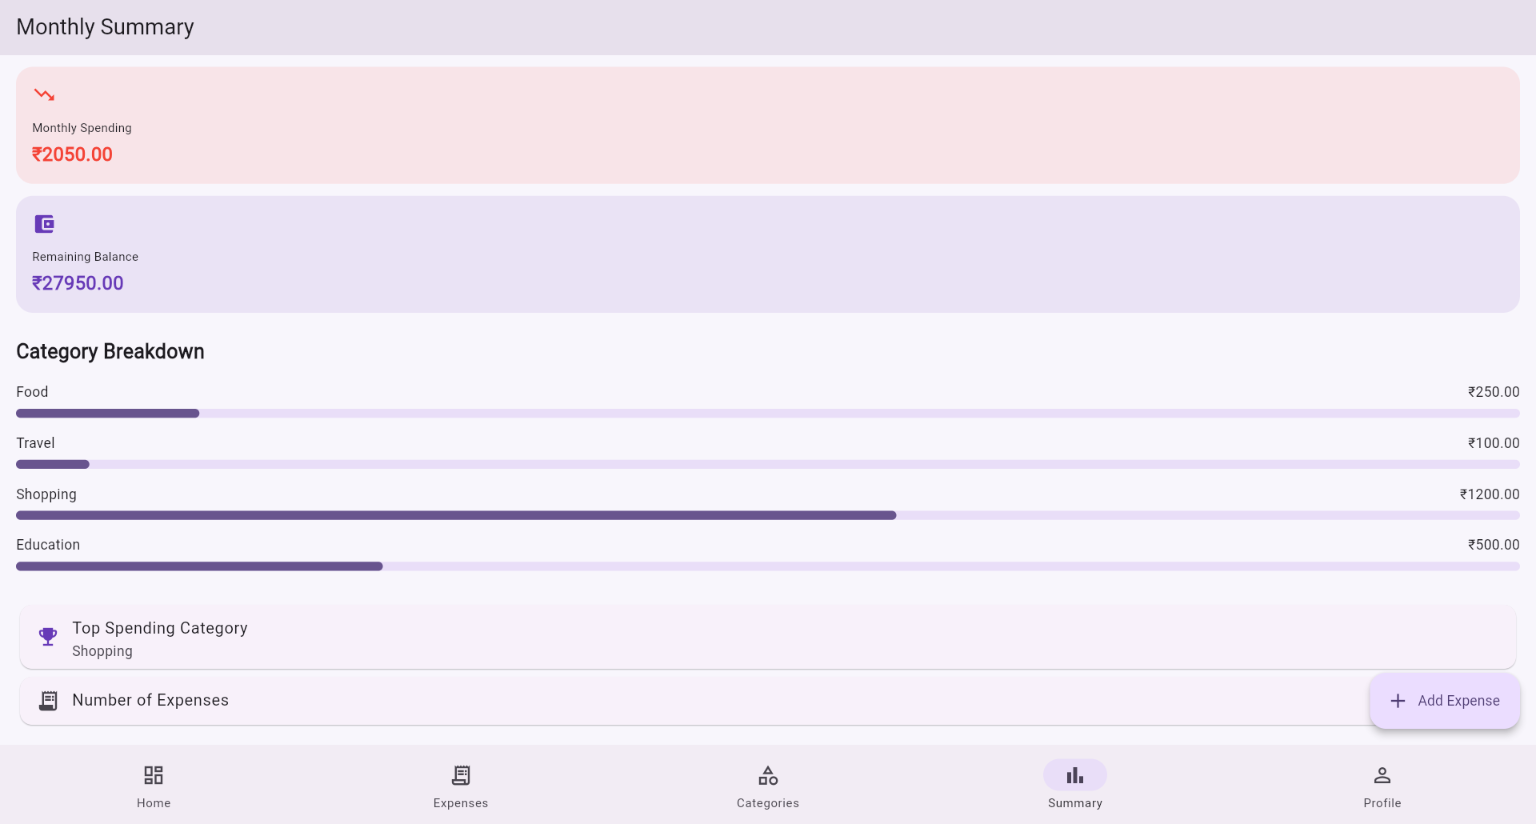 Monthly Summary
Monthly Spending
₹2050.00
Remaining Balance
₹27950.00
Category Breakdown
Food ₹250.00
Travel ₹100.00
Shopping ₹1200.00
Education ₹500.00
Top Spending Category
Shopping
Number of Expenses
Add Expense
Home Expenses Categories Summary Profile